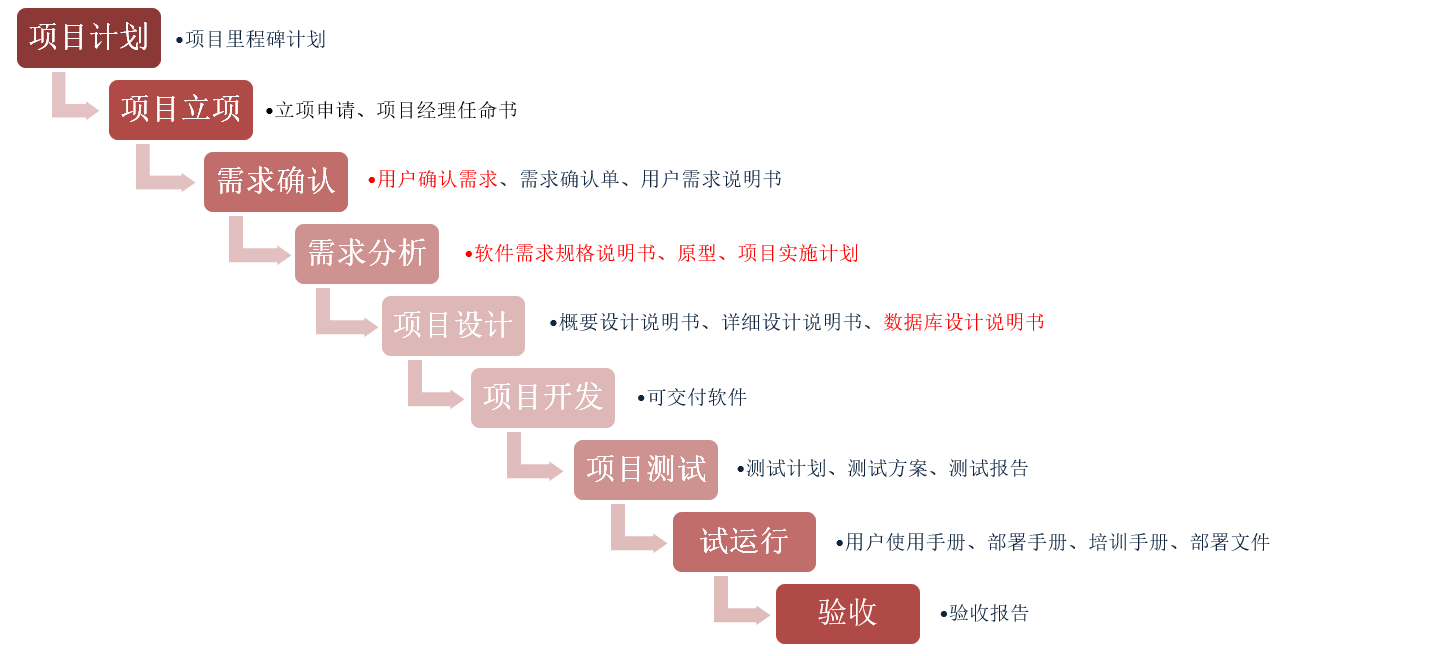 项目计划 •项目里程碑计划
项目立项 •立项申请、项目经理任命书
需求确认 •用户确认需求、需求确认单、用户需求说明书
需求分析 •软件需求规格说明书、原型、项目实施计划
项目设计 •概要设计说明书、详细设计说明书、数据库设计说明书
项目开发 •可交付软件
项目测试 •测试计划、测试方案、测试报告
试运行 •用户使用手册、部署手册、培训手册、部署文件
验收 •验收报告